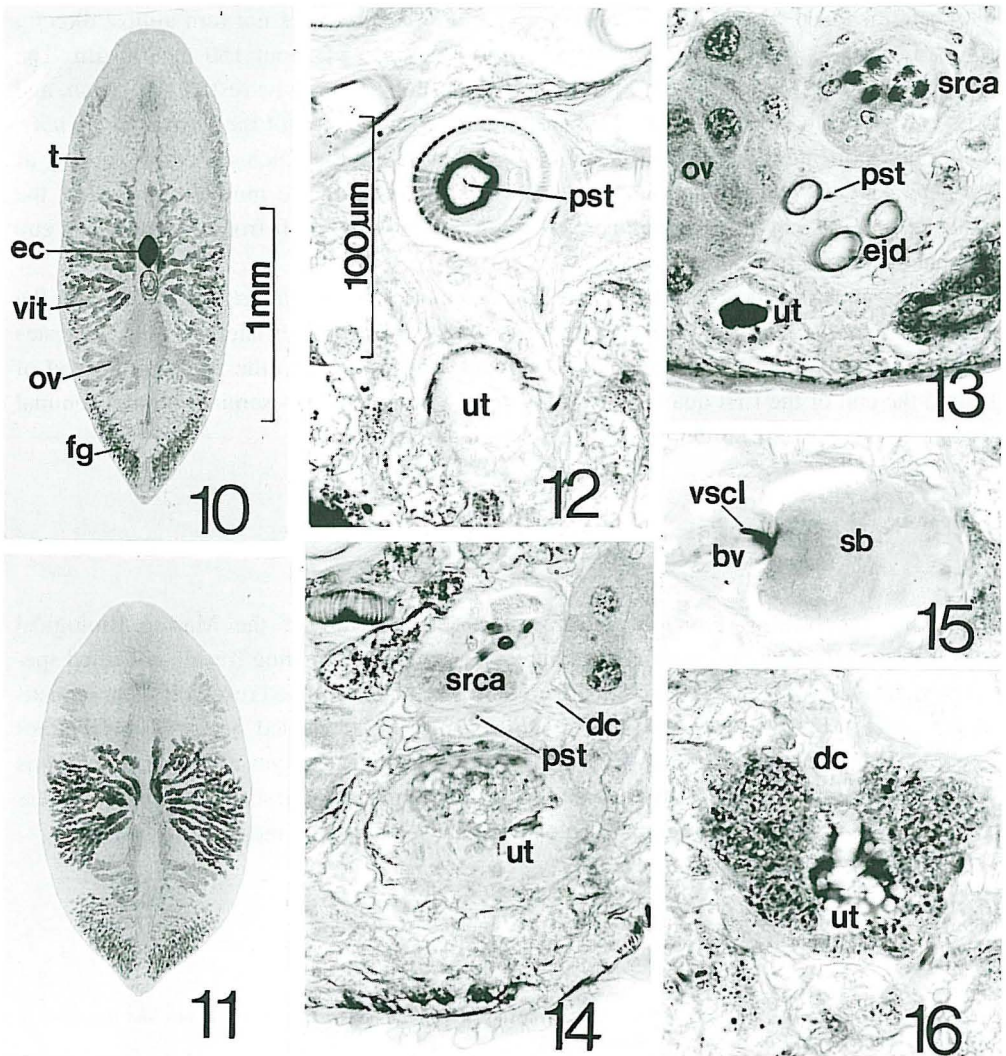 t
ec
vit
ov
fg
1mm
10
100µm
pst
ut
12
srca
ov
pst
ejd
ut
13
11
srca
dc
pst
ut
14
vscl
bv
sb
15
dc
ut
16